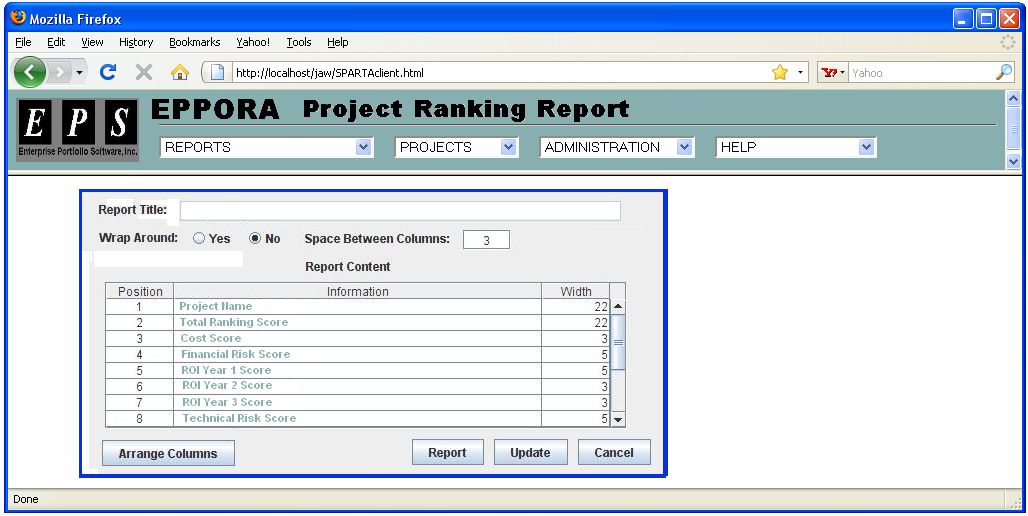 Mozilla Firefox
File Edit View History Bookmarks Yahoo! Tools Help
http://localhost/jaw/SPARTAclient.html Yahoo
EPS EPPORA Project Ranking Report
Enterprise Portfolio Software, Inc. REPORTS PROJECTS ADMINISTRATION HELP
Report Title:
Wrap Around: Yes No Space Between Columns: 3
Report Content
Position Information Width
1 Project Name 22
2 Total Ranking Score 22
3 Cost Score 3
4 Financial Risk Score 5
5 ROI Year 1 Score 5
6 ROI Year 2 Score 3
7 ROI Year 3 Score 3
8 Technical Risk Score 5
Arrange Columns Report Update Cancel
Done